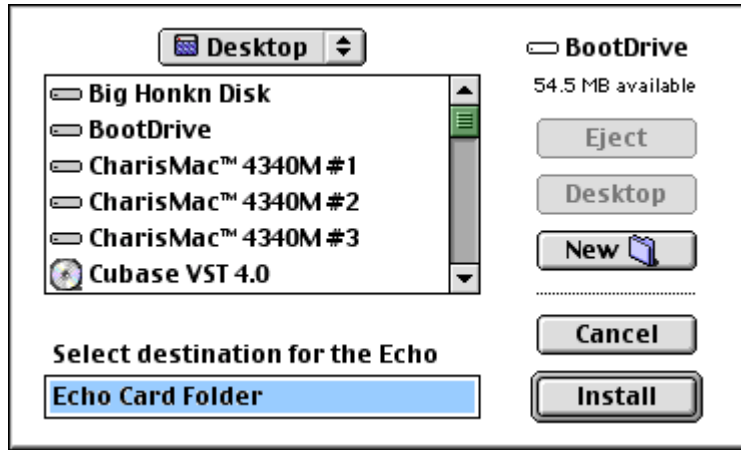 Desktop
Big Honkn Disk
BootDrive
CharisMac™ 4340M #1
CharisMac™ 4340M #2
CharisMac™ 4340M #3
Cubase VST 4.0
Select destination for the Echo
Echo Card Folder
BootDrive
54.5 MB available
Eject
Desktop
New
Cancel
Install